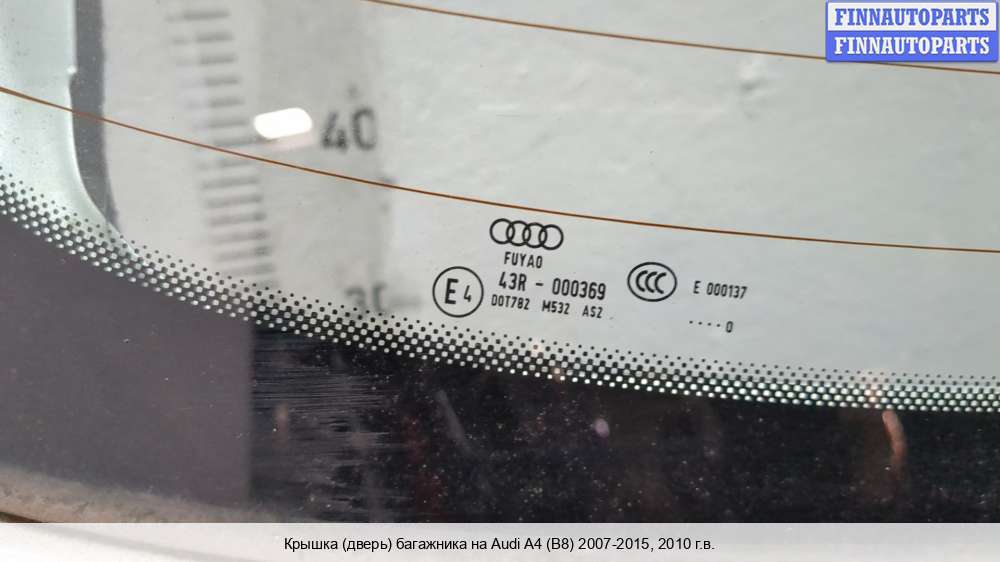 FINNAUTOPARTS
FINNAUTOPARTS
40
30
FUYAO
E4
43R - 000369
DOT782 M532 AS2
CCC
E 000137
.... 0
Крышка (дверь) багажника на Audi A4 (B8) 2007-2015, 2010 г.в.